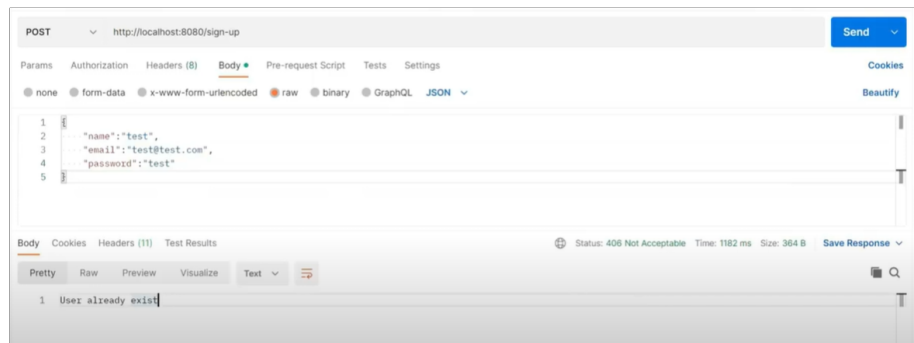 POST http://localhost:8080/sign-up Send
Params Authorization Headers (8) Body Pre-request Script Tests Settings Cookies
none form-data x-www-form-urlencoded raw binary GraphQL JSON Beautify
1 {
2 "name":"test",
3 "email":"test@test.com",
4 "password":"test"
5 }
Body Cookies Headers (11) Test Results Status: 406 Not Acceptable Time: 1182 ms Size: 364 B Save Response
Pretty Raw Preview Visualize Text
1 User already exist